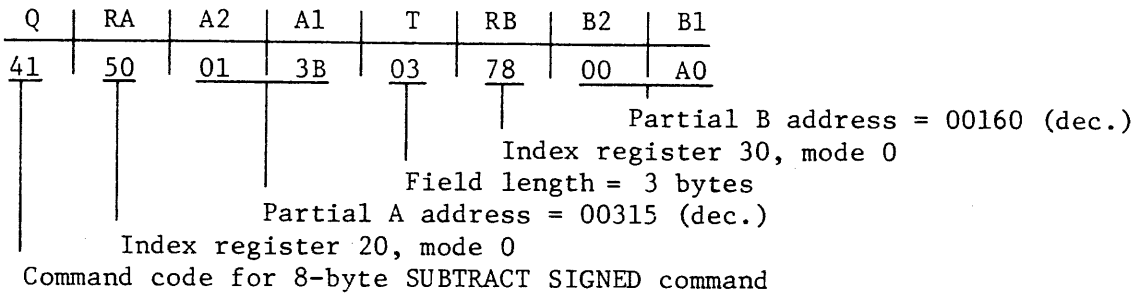 Q | RA | A2 | A1 | T | RB | B2 | B1
41 | 50 | 01 | 3B | 03 | 78 | 00 | A0
Partial B address = 00160 (dec.)
Index register 30, mode 0
Field length = 3 bytes
Partial A address = 00315 (dec.)
Index register 20, mode 0
Command code for 8-byte SUBTRACT SIGNED command